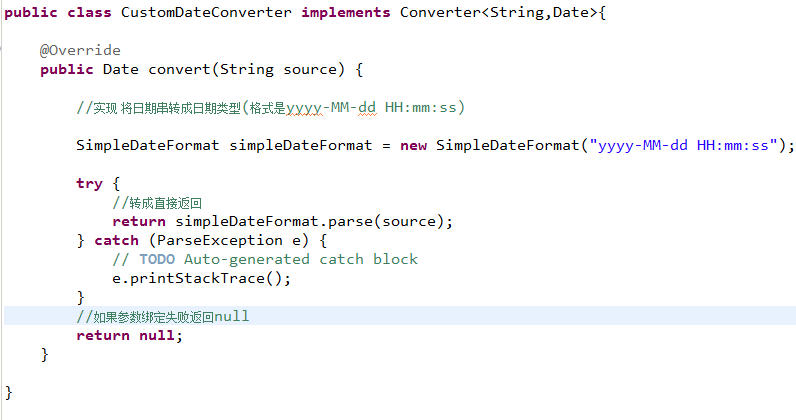 public class CustomDateConverter implements Converter<String,Date>{
@Override
public Date convert(String source) {
//实现 将日期串转成日期类型(格式是yyyy-MM-dd HH:mm:ss)
SimpleDateFormat simpleDateFormat = new SimpleDateFormat("yyyy-MM-dd HH:mm:ss");
try {
//转成直接返回
return simpleDateFormat.parse(source);
} catch (ParseException e) {
// TODO Auto-generated catch block
e.printStackTrace();
}
//如果参数绑定失败返回null
return null;
}
}